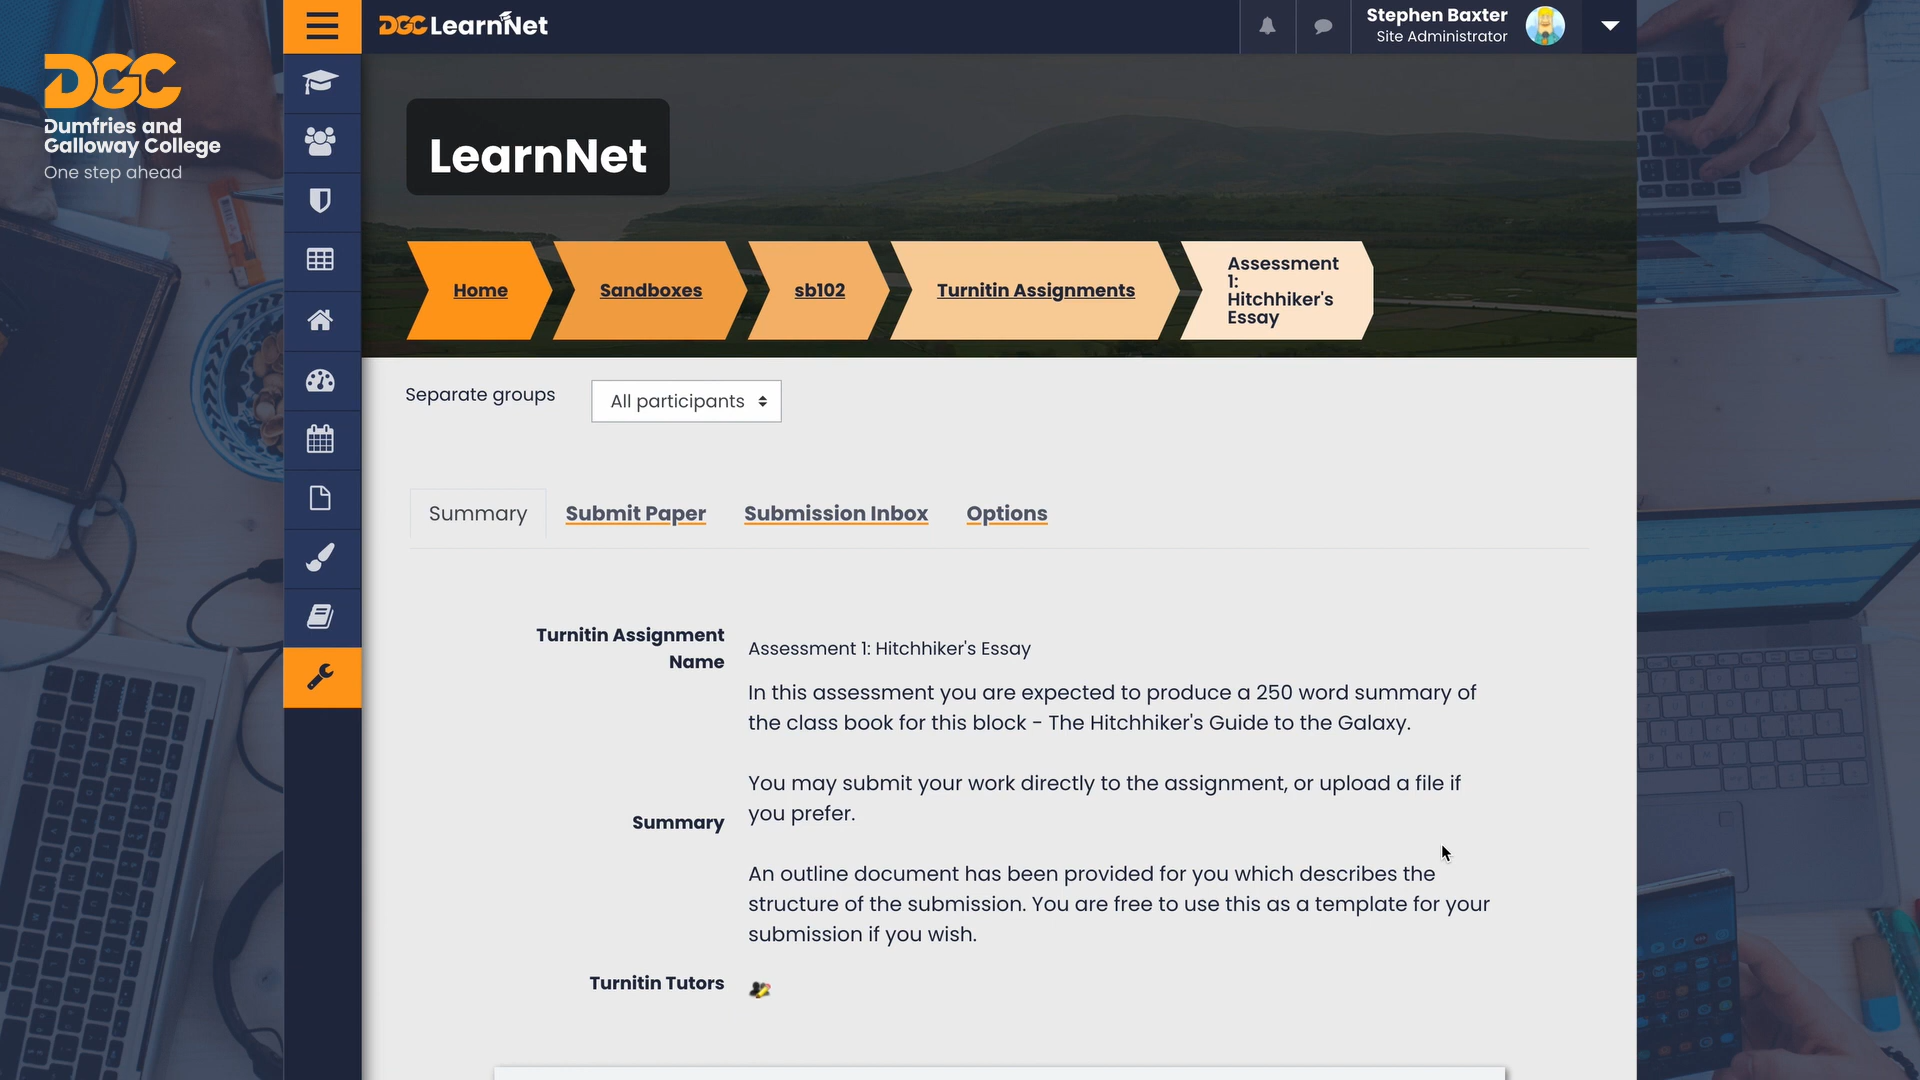 DGC LearnNet
Stephen Baxter
Site Administrator
DGC
Dumfries and
Galloway College
One step ahead
LearnNet
Home
Sandboxes
sb102
Turnitin Assignments
Assessment
1:
Hitchhiker's
Essay
Separate groups
All participants
Summary
Submit Paper
Submission Inbox
Options
Turnitin Assignment
Name
Assessment 1: Hitchhiker's Essay
Summary
In this assessment you are expected to produce a 250 word summary of
the class book for this block - The Hitchhiker's Guide to the Galaxy.
You may submit your work directly to the assignment, or upload a file if
you prefer.
An outline document has been provided for you which describes the
structure of the submission. You are free to use this as a template for your
submission if you wish.
Turnitin Tutors